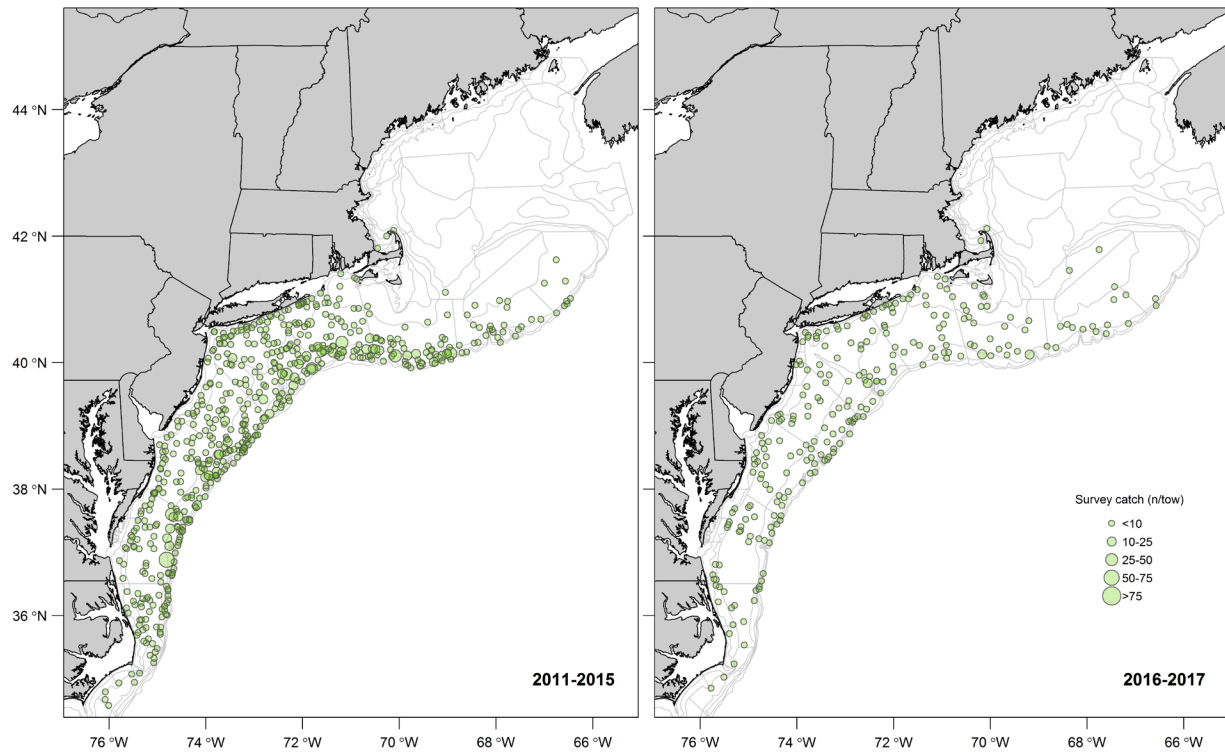 44 °N
42 °N
40 °N
38 °N
36 °N
2011-2015
2016-2017
Survey catch (n/tow)
<10
10-25
25-50
50-75
>75
76 °W
74 °W
72 °W
70 °W
68 °W
66 °W
76 °W
74 °W
72 °W
70 °W
68 °W
66 °W